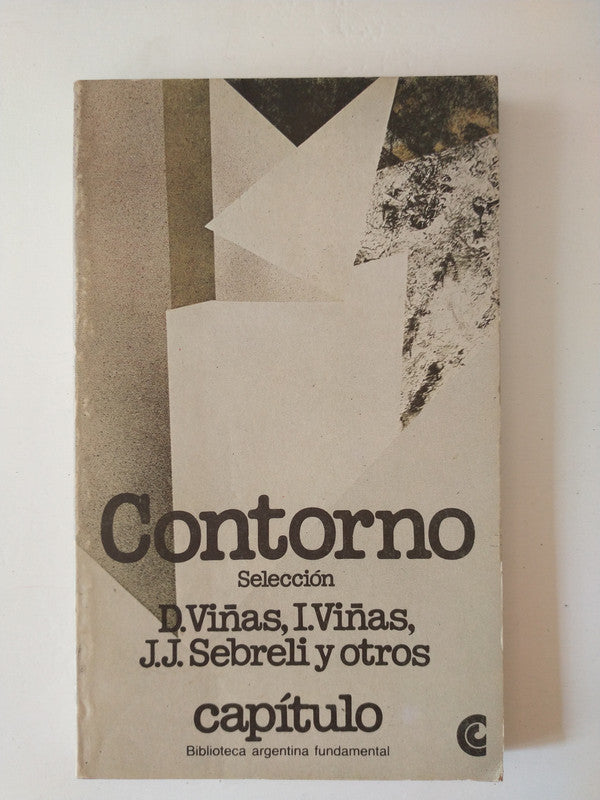 Contorno
Selección
D.Viñas, I.Viñas,
J.J. Sebreli y otros
capítulo
Biblioteca argentina fundamental